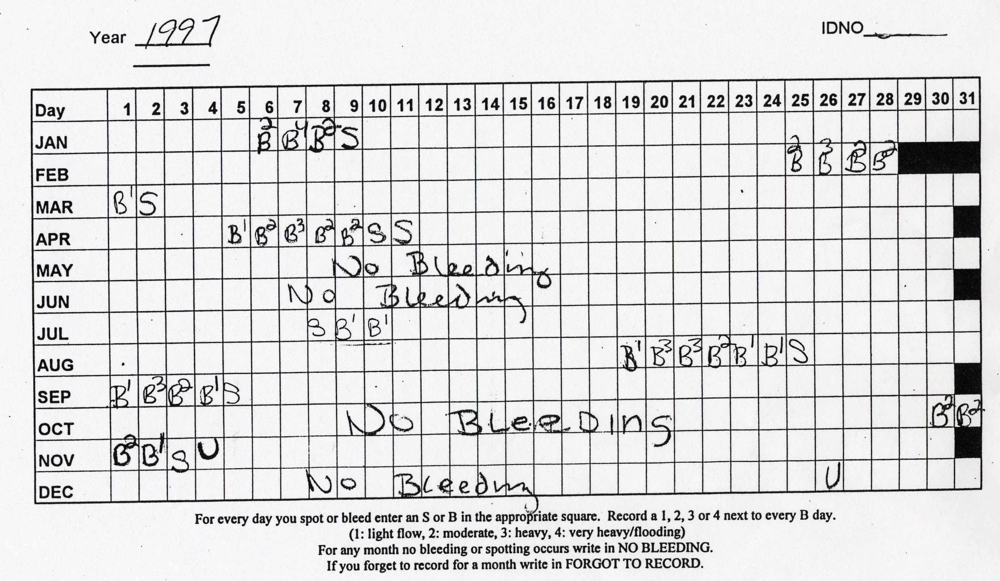 Year 1997 IDNO
Day 1 2 3 4 5 6 7 8 9 10 11 12 13 14 15 16 17 18 19 20 21 22 23 24 25 26 27 28 29 30 31
JAN B2 B4 B2 S
FEB B2 B3 B2 B2
MAR B1 S
APR B1 B2 B3 B2 B2 S S
MAY No Bleeding
JUN No Bleeding
JUL S B1 B1
AUG B1 B3 B3 B2 B1 B1 S
SEP B1 B3 B2 B1 S
OCT No BLeeDIng B2 B2
NOV B2 B1 S U
DEC No Bleeding U
For every day you spot or bleed enter an S or B in the appropriate square. Record a 1, 2, 3 or 4 next to every B day.
(1: light flow, 2: moderate, 3: heavy, 4: very heavy/flooding)
For any month no bleeding or spotting occurs write in NO BLEEDING.
If you forget to record for a month write in FORGOT TO RECORD.